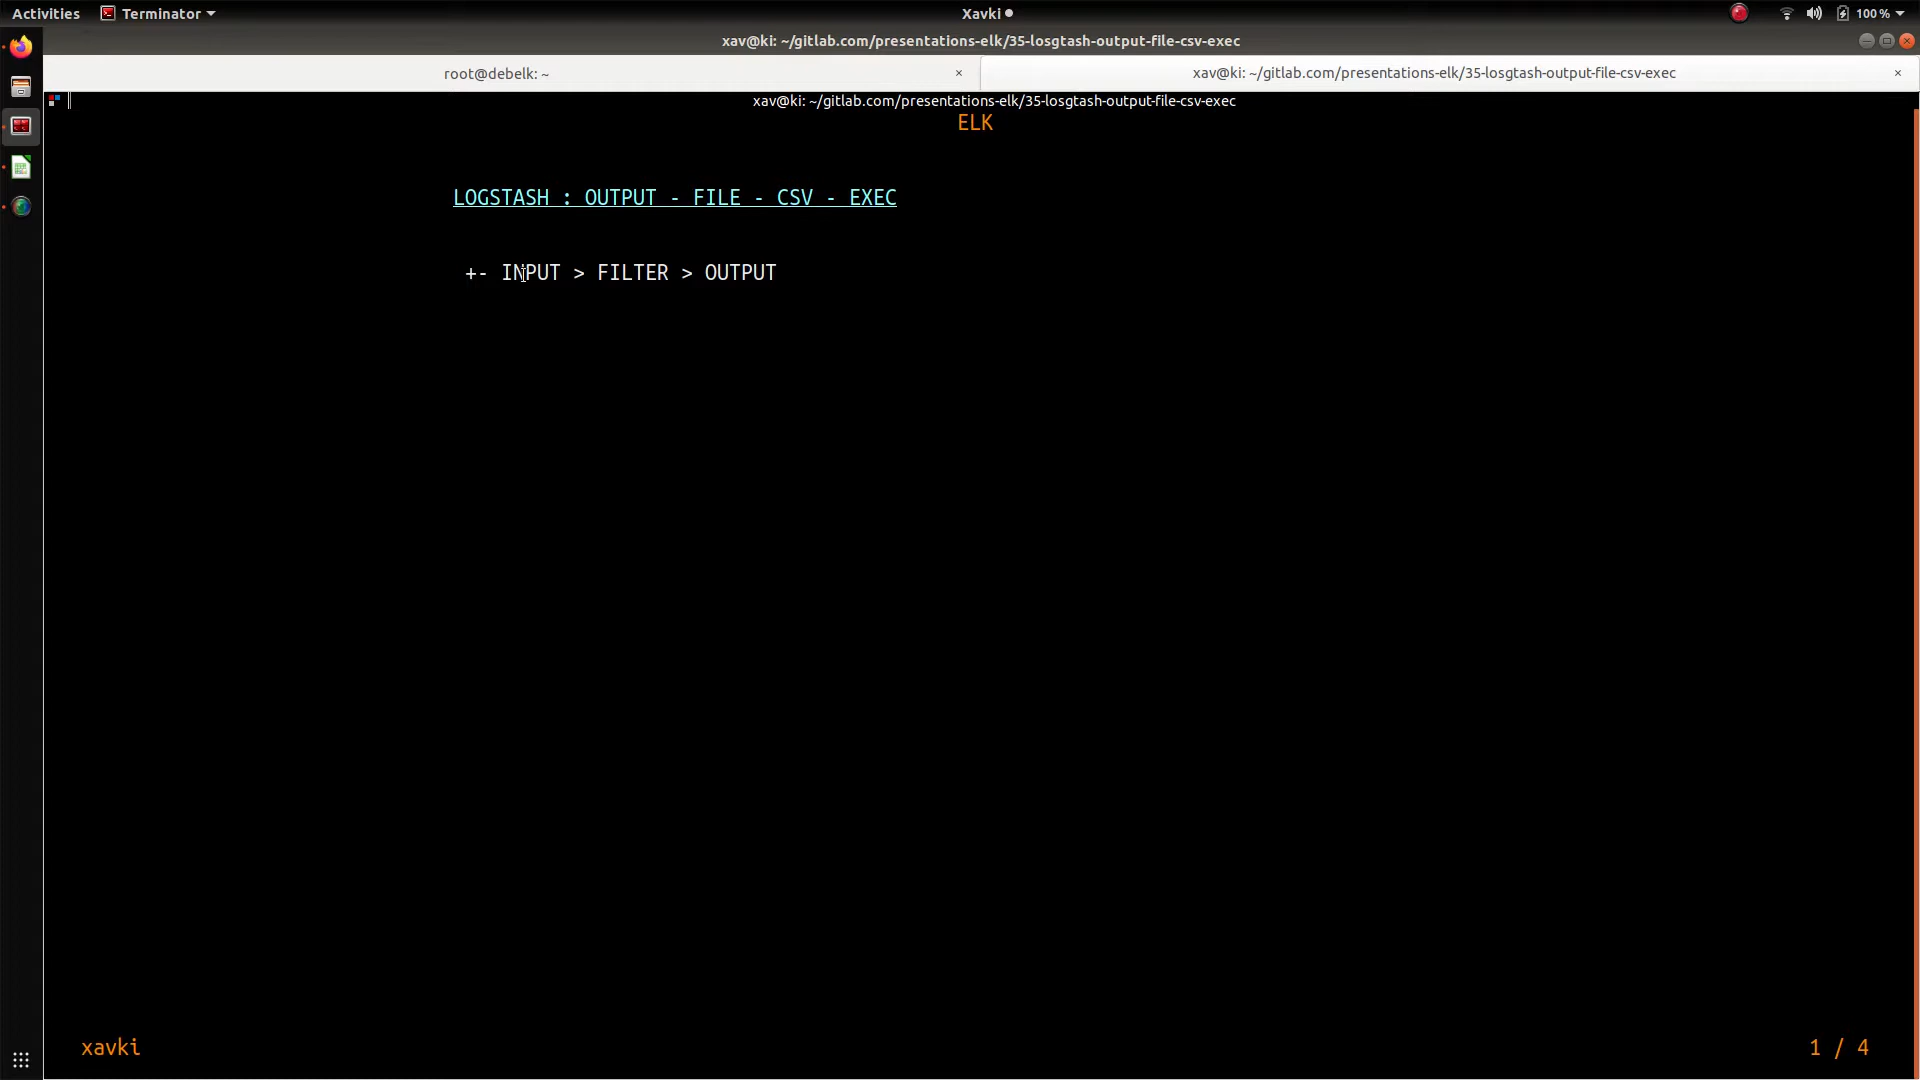 Activities Terminator Xavki 100 %
xav@ki: ~/gitlab.com/presentations-elk/35-losgtash-output-file-csv-exec
root@debelk: ~ × xav@ki: ~/gitlab.com/presentations-elk/35-losgtash-output-file-csv-exec ×
xav@ki: ~/gitlab.com/presentations-elk/35-losgtash-output-file-csv-exec
ELK
LOGSTASH : OUTPUT - FILE - CSV - EXEC
+- INPUT > FILTER > OUTPUT
xavki 1 / 4